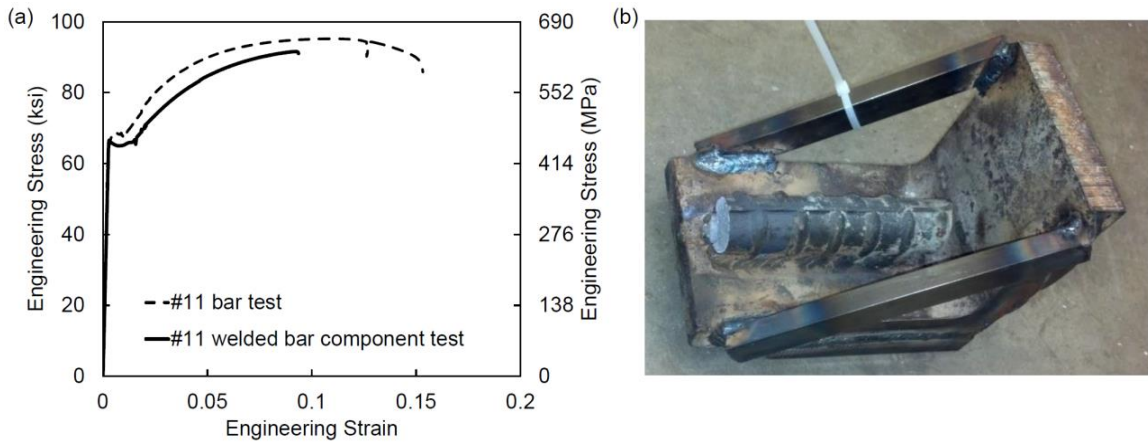 (a)
100
80
60
40
20
0
Engineering Stress (ksi)
690
552
414
276
138
0
Engineering Stress (MPa)
#11 bar test
#11 welded bar component test
0 0.05 0.1 0.15 0.2
Engineering Strain
(b)